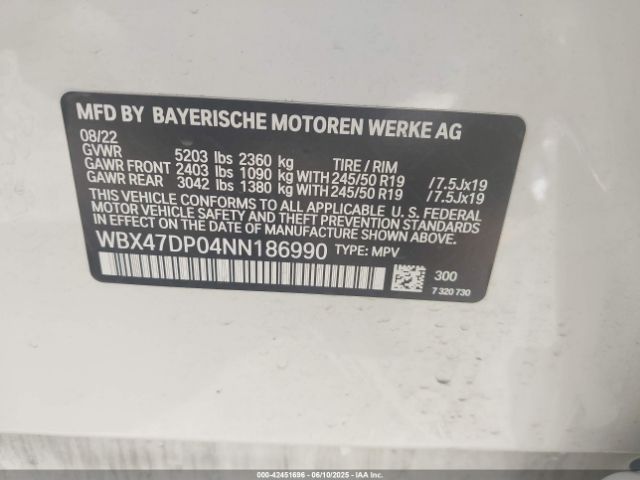 MFD BY BAYERISCHE MOTOREN WERKE AG
08/22
GVWR 5203 lbs 2360 kg TIRE / RIM
GAWR FRONT 2403 lbs 1090 kg WITH 245/50 R19 /7.5Jx19
GAWR REAR 3042 lbs 1380 kg WITH 245/50 R19 /7.5Jx19
THIS VEHICLE CONFORMS TO ALL APPLICABLE U. S. FEDERAL
MOTOR VEHICLE SAFETY AND THEFT PREVENTION STANDARDS
IN EFFECT ON THE DATE OF MANUFACTURE SHOWN ABOVE.
WBX47DP04NN186990 TYPE: MPV
300
7 320 730
000-42451696 - 06/10/2025 - COPYRIGHT IAA, LLC